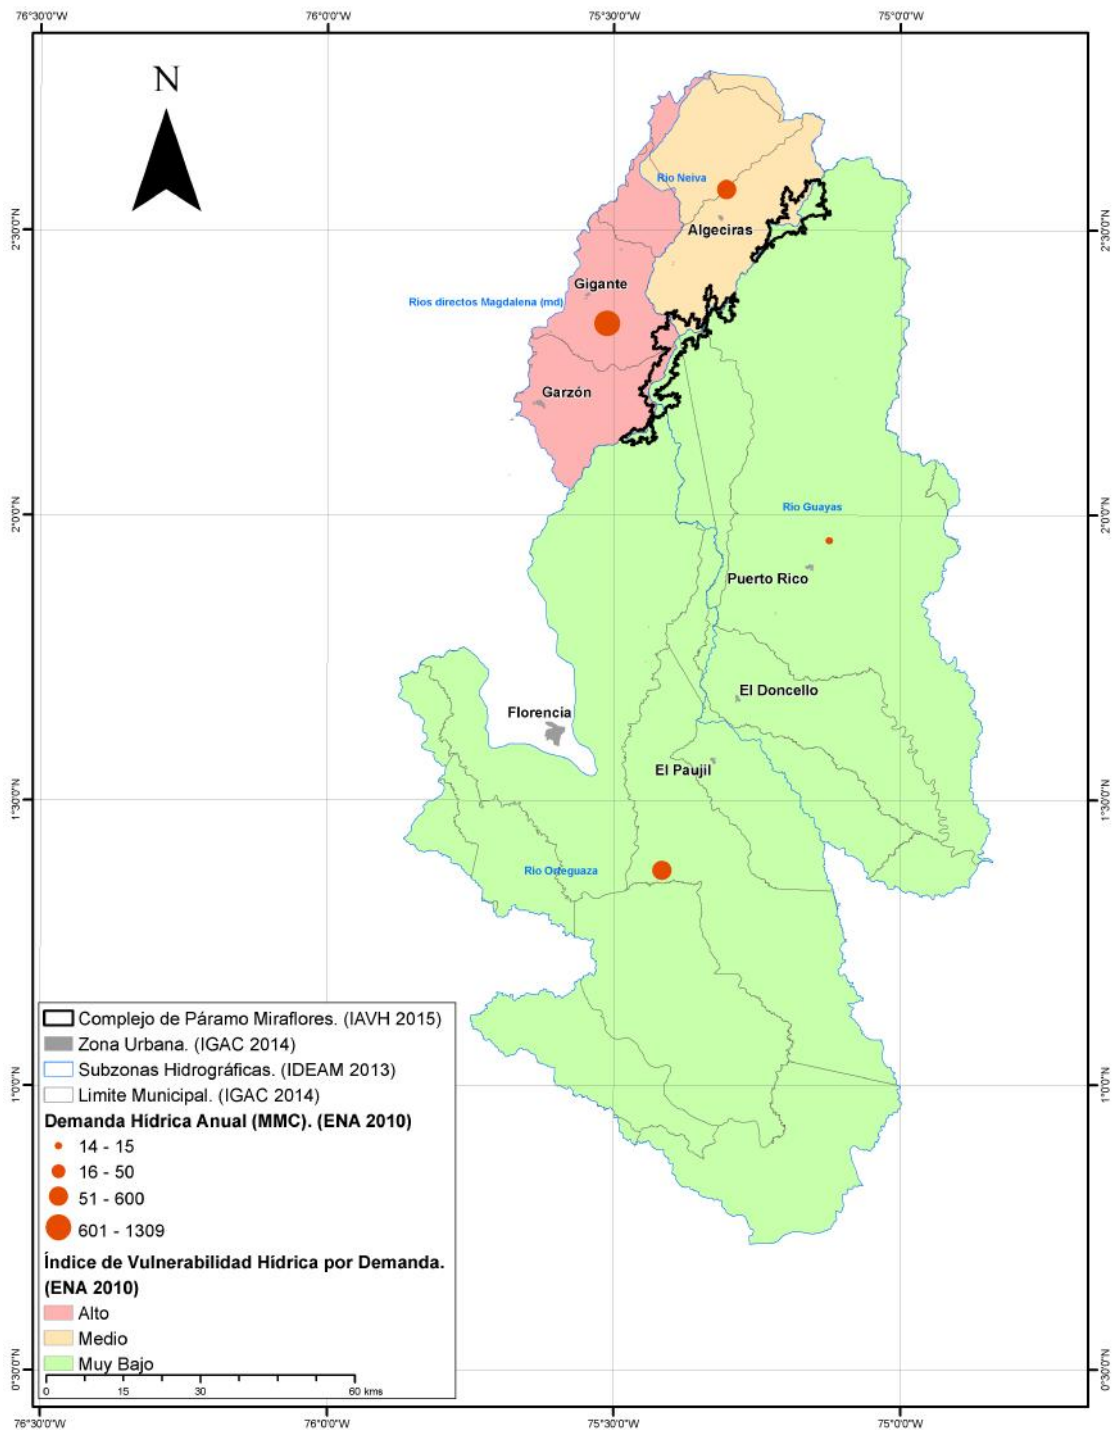 76°30'0"W 76°0'0"W 75°30'0"W 75°0'0"W
N
Río Neiva
2°30'0"N 2°30'0"N
Algeciras
Gigante
Ríos directos Magdalena (md)
Garzón
2°0'0"N 2°0'0"N
Río Guayas
Puerto Rico
El Doncello
Florencia
El Paujil
1°30'0"N 1°30'0"N
Río Orteguaza
Complejo de Páramo Miraflores. (IAVH 2015)
Zona Urbana. (IGAC 2014)
Subzonas Hidrográficas. (IDEAM 2013)
Limite Municipal. (IGAC 2014)
1°0'0"N 1°0'0"N
Demanda Hídrica Anual (MMC). (ENA 2010)
14 - 15
16 - 50
51 - 600
601 - 1309
Índice de Vulnerabilidad Hídrica por Demanda.
(ENA 2010)
Alto
Medio
Muy Bajo
0 15 30 60 kms
0°30'0"N 0°30'0"N
76°30'0"W 76°0'0"W 75°30'0"W 75°0'0"W